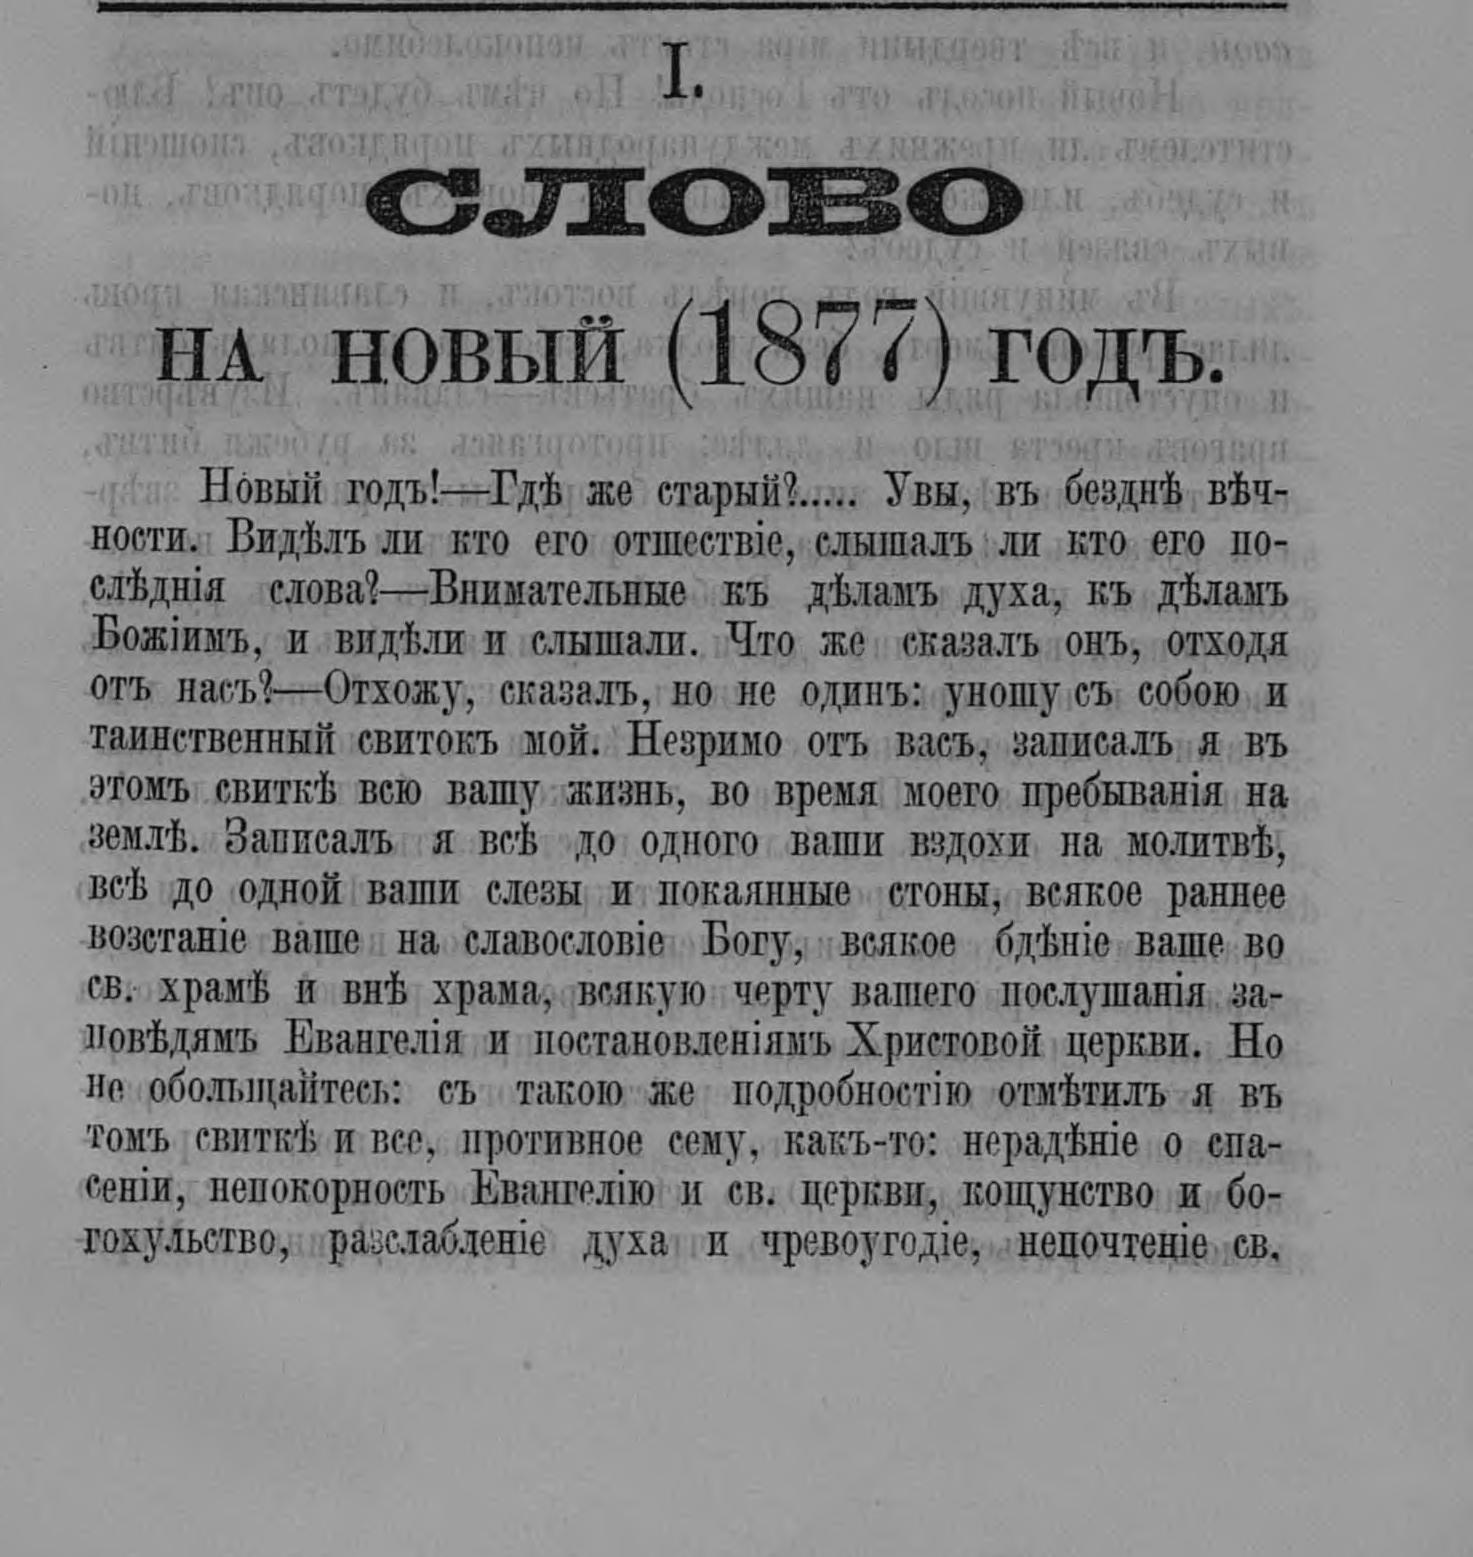 I.
СЛОВО
НА НОВЫЙ (1877) ГОДЪ.
Новый годъ!—Гдѣ же старый?..... Увы, въ безднѣ вѣч-
ности. Видѣлъ ли кто его отшествіе, слышалъ ли кто его по-
слѣднія слова?—Внимательные къ дѣламъ духа, къ дѣламъ
Божіимъ, и видѣли и слышали. Что же сказалъ онъ, отходя
отъ насъ?—Отхожу, сказалъ, но не одинъ: уношу съ собою и
таинственный свитокъ мой. Незримо отъ васъ, записалъ я въ
этомъ свиткѣ всю вашу жизнь, во время моего пребыванія на
землѣ. Записалъ я всѣ до одного ваши вздохи на молитвѣ,
всѣ до одной ваши слезы и покаянные стоны, всякое раннее
возстаніе ваше на славословіе Богу, всякое бдѣніе ваше во
св. храмѣ и внѣ храма, всякую черту вашего послушанія за-
повѣдямъ Евангелія и постановленіямъ Христовой церкви. Но
не обольщайтесь: съ такою же подробностію отмѣтилъ я въ
томъ свиткѣ и все, противное сему, какъ-то: нерадѣніе о спа-
сеніи, непокорность Евангелію и св. церкви, кощунство и бо-
гохульство, разслабленіе духа и чревоугодіе, непочтеніе св.